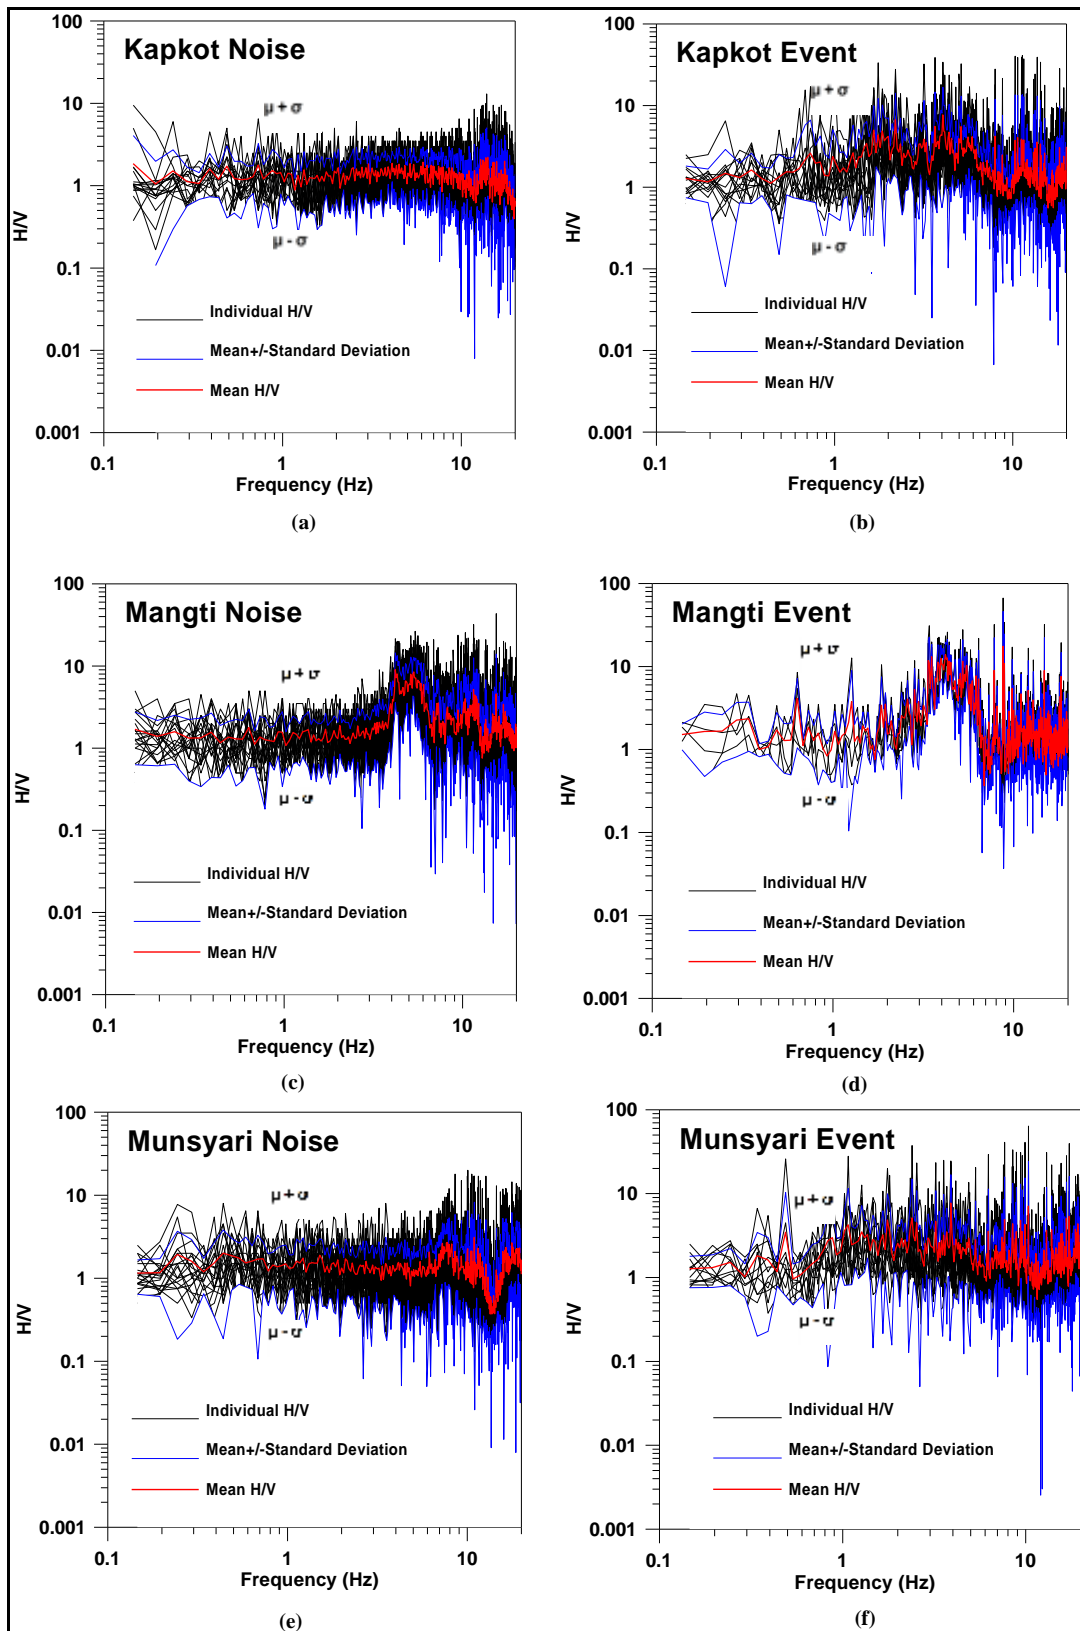 Kapkot Noise
100
10
1
0.1
0.01
0.001
H/V
μ + σ
μ - σ
Individual H/V
Mean+/-Standard Deviation
Mean H/V
0.1
1
10
Frequency (Hz)
(a)
Kapkot Event
100
10
1
0.1
0.01
0.001
H/V
μ + σ
μ - σ
Individual H/V
Mean+/-Standard Deviation
Mean H/V
0.1
1
10
Frequency (Hz)
(b)
Mangti Noise
100
10
1
0.1
0.01
0.001
H/V
μ + σ
μ - σ
Individual H/V
Mean+/-Standard Deviation
Mean H/V
0.1
1
10
Frequency (Hz)
(c)
Mangti Event
100
10
1
0.1
0.01
0.001
H/V
μ + σ
μ - σ
Individual H/V
Mean+/-Standard Deviation
Mean H/V
0.1
1
10
Frequency (Hz)
(d)
Munsyari Noise
100
10
1
0.1
0.01
0.001
H/V
μ + σ
μ - σ
Individual H/V
Mean+/-Standard Deviation
Mean H/V
0.1
1
10
Frequency (Hz)
(e)
Munsyari Event
100
10
1
0.1
0.01
0.001
H/V
μ + σ
μ - σ
Individual H/V
Mean+/-Standard Deviation
Mean H/V
0.1
1
10
Frequency (Hz)
(f)